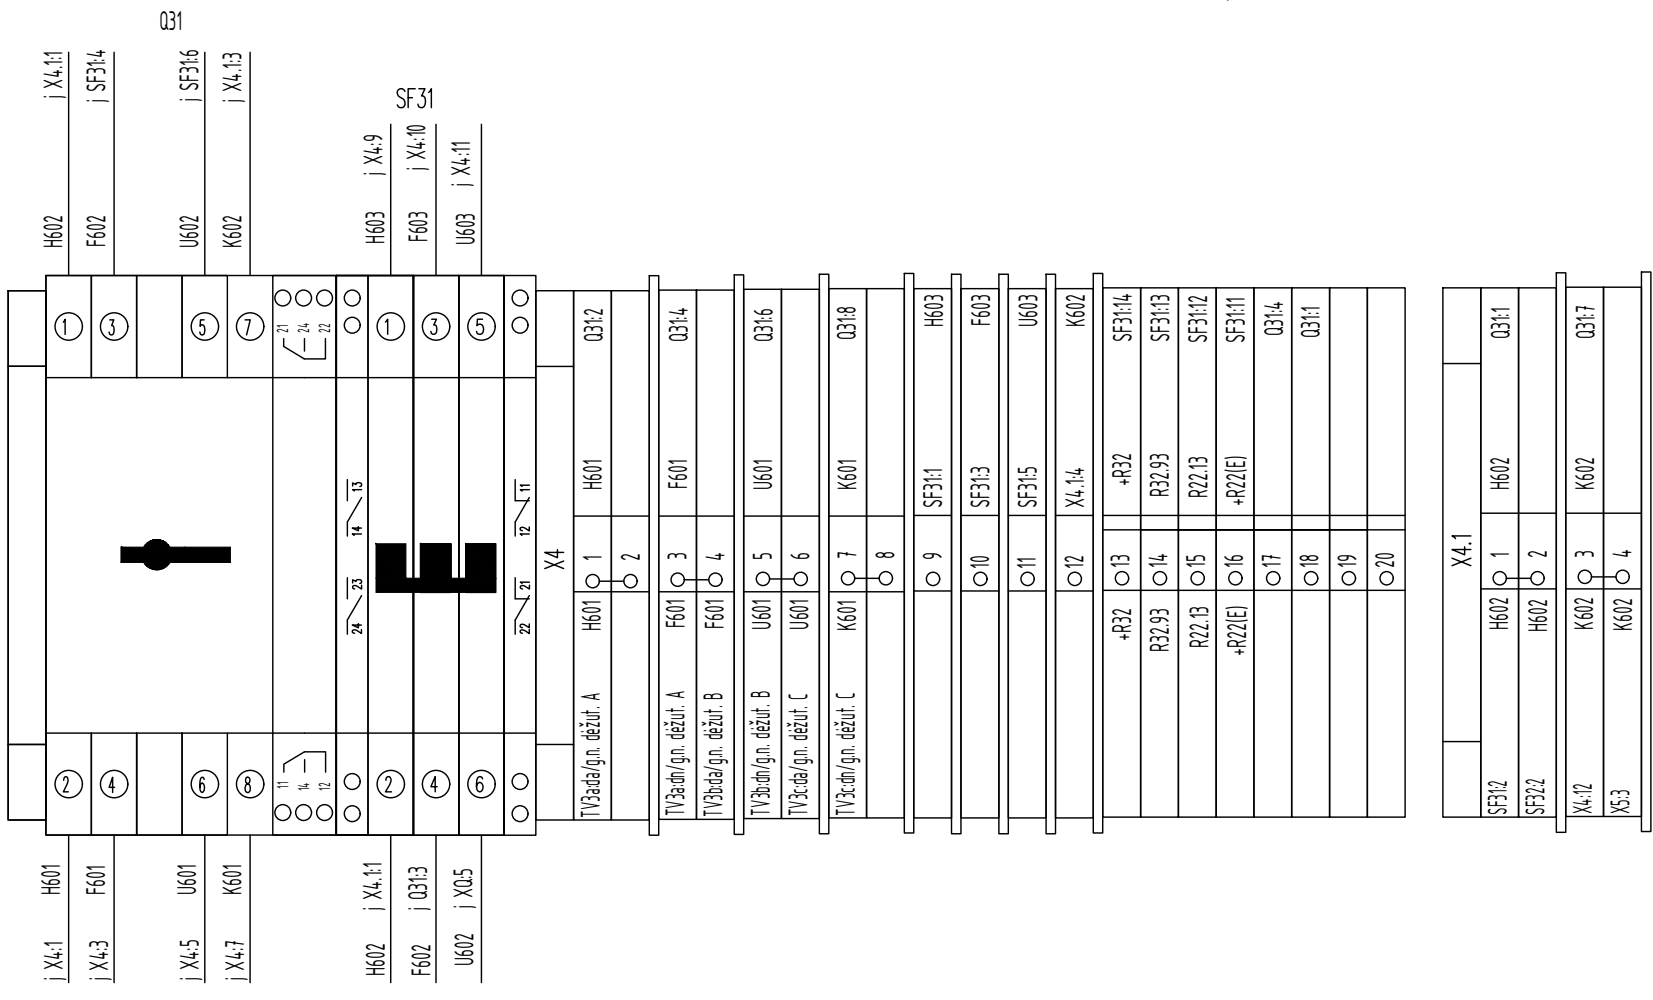 Q31
H602 į X4.1:1
F602 į SF31:4
U602 į SF31:6
K602 į X4.1:3
SF31
H603 į X4:9
F603 į X4:10
U603 į X4:11
1 3 5 7
21 24 22
1 3 5
14 13
24 23
12 11
22 21
2 4 6 8
11 14 12
2 4 6
į X4:1 H601
į X4:3 F601
į X4:5 U601
į X4:7 K601
H602 į X4.1:1
F602 į Q31:3
U602 į XQ:5
X4
TV3a:da/g.n. dėžut. A H601 1 H601 Q31:2
2
TV3a:dn/g.n. dėžut. A F601 3 F601 Q31:4
TV3b:da/g.n. dėžut. B F601 4
TV3b:dn/g.n. dėžut. B U601 5 U601 Q31:6
TV3c:da/g.n. dėžut. C U601 6
TV3c:dn/g.n. dėžut. C K601 7 K601 Q31:8
8
9 SF31:1 H603
10 SF31:3 F603
11 SF31:5 U603
12 X4.1:4 K602
+R32 13 +R32 SF31:14
R32.93 14 R32.93 SF31:13
R22.13 15 R22.13 SF31:12
+R22(E) 16 +R22(E) SF31:11
17 Q31:4
18 Q31:1
19
20
X4.1
SF31:2 H602 1 H602 Q31:1
SF32:2 H602 2
X4:12 K602 3 K602 Q31:7
X5:3 K602 4